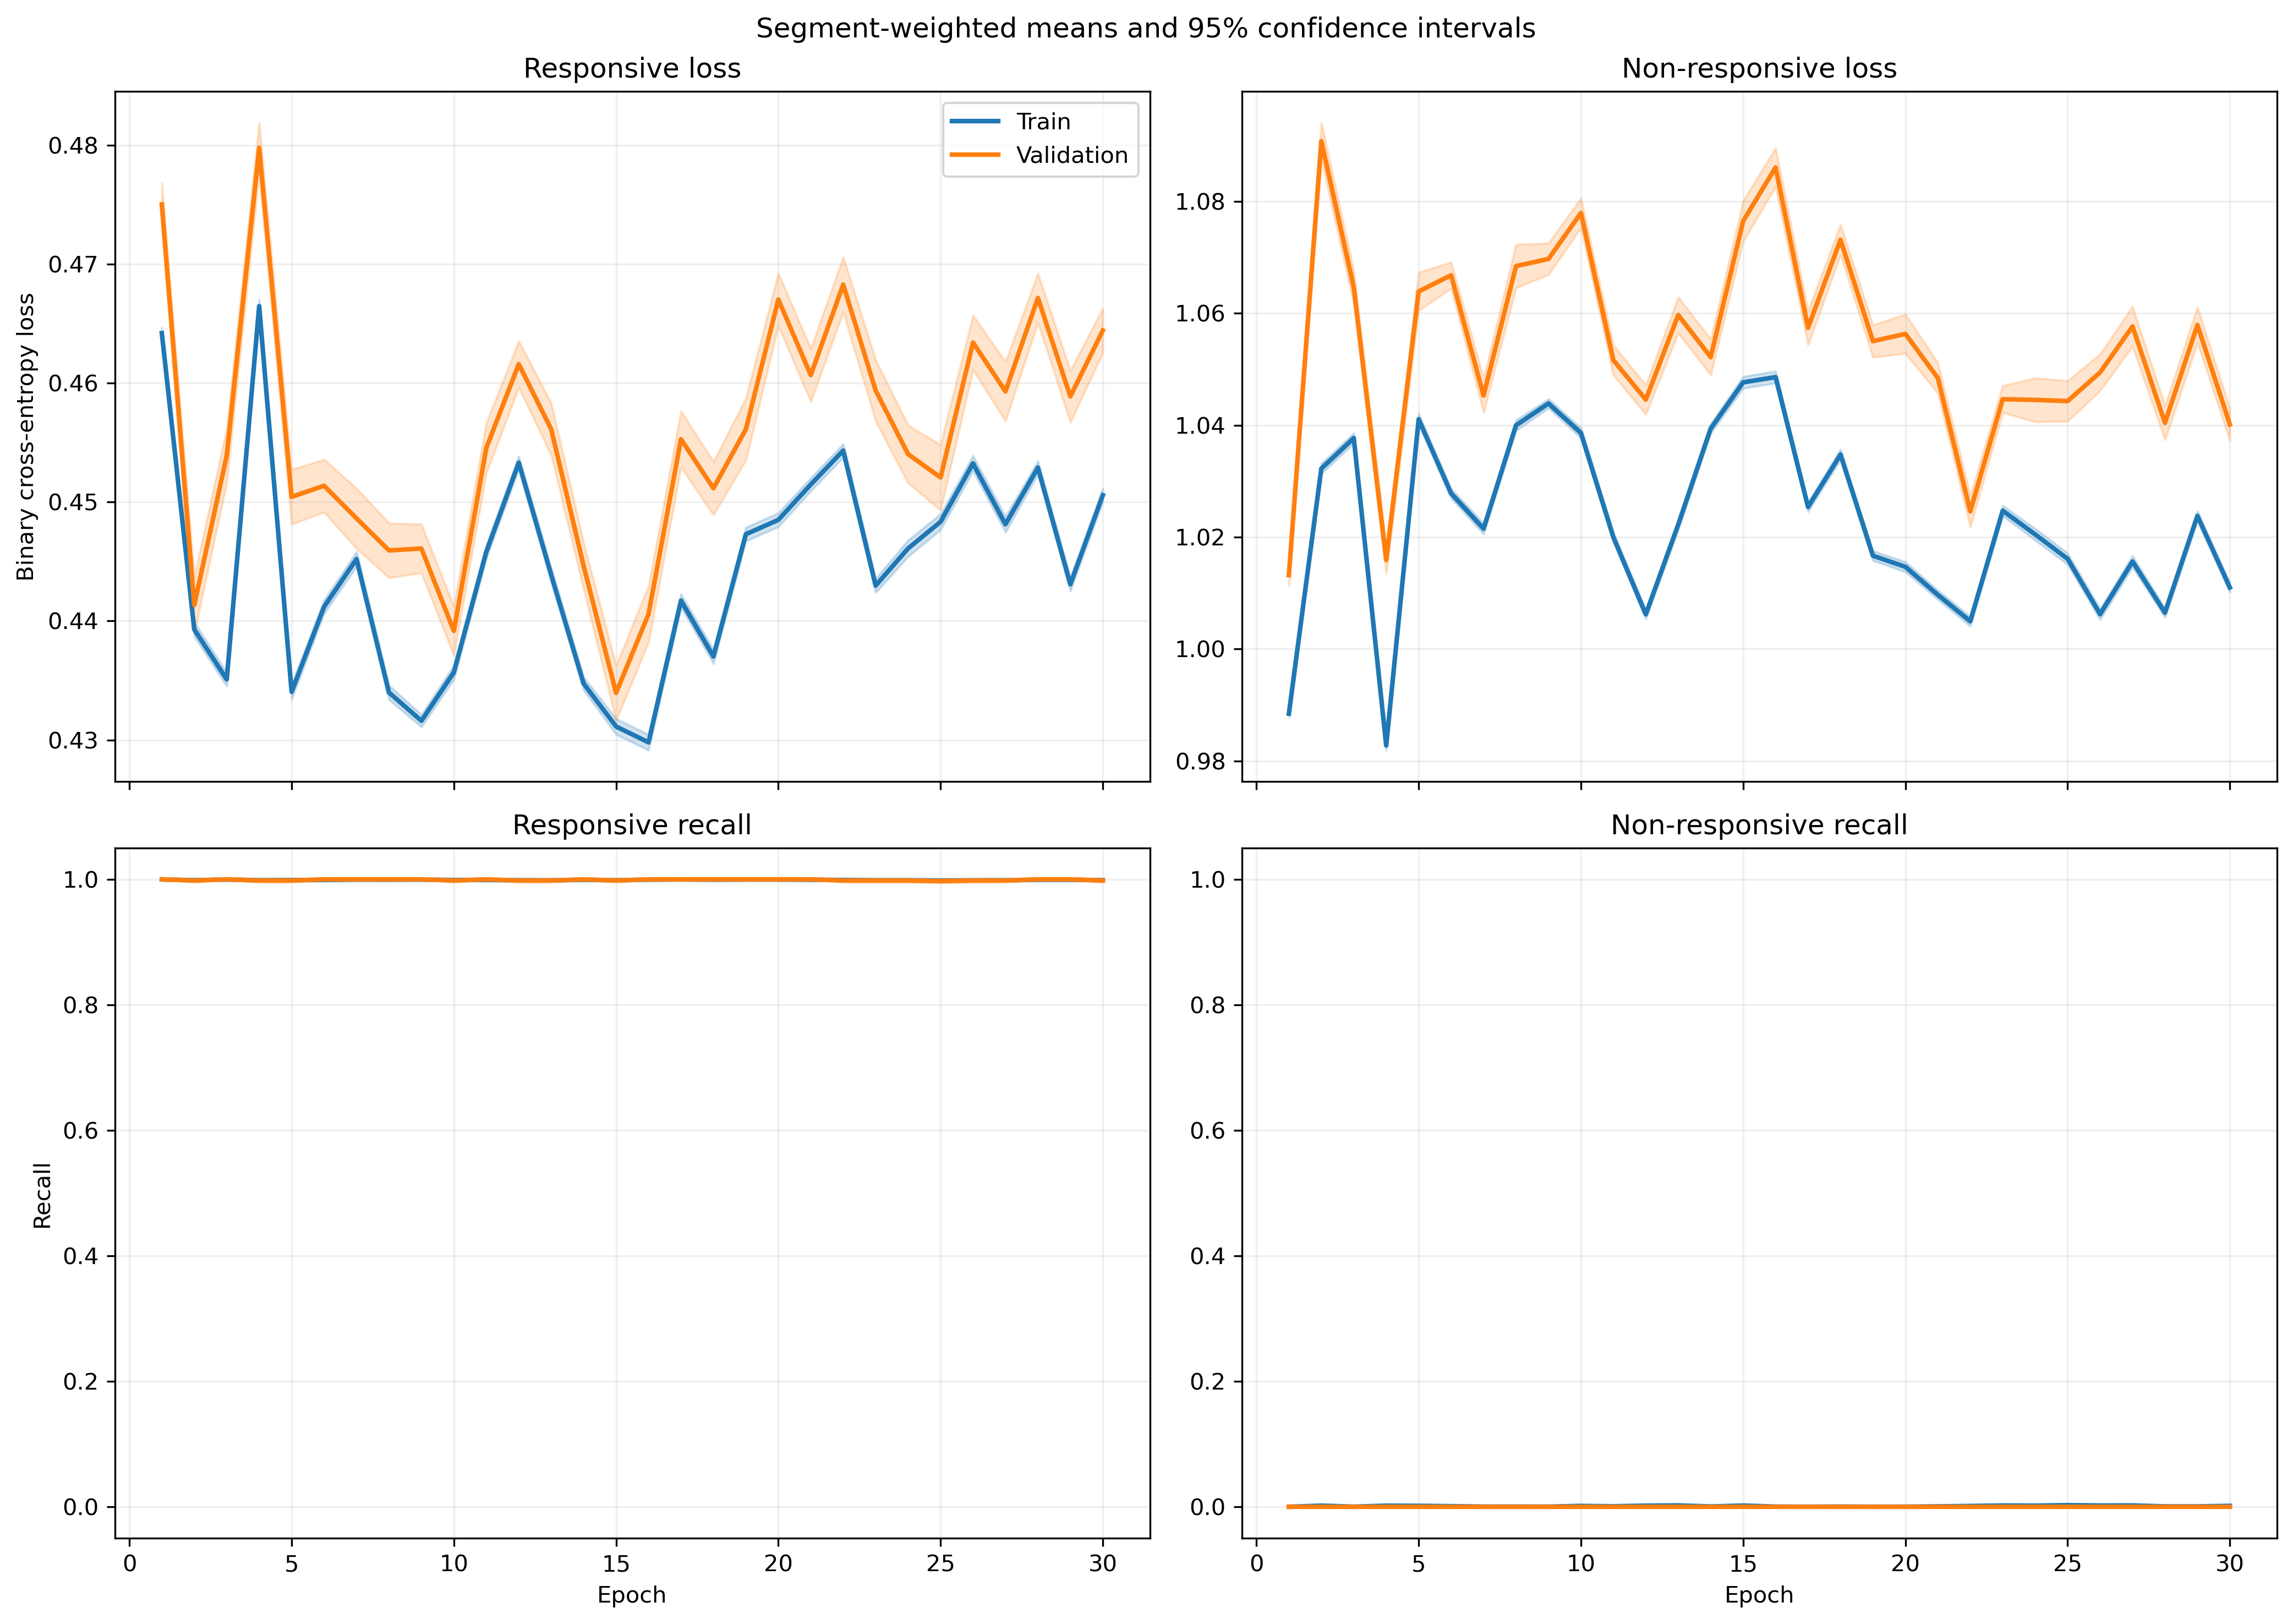 Segment-weighted means and 95% confidence intervals
Responsive loss
Non-responsive loss
Train
Validation
Binary cross-entropy loss
0.48
0.47
0.46
0.45
0.44
0.43
1.08
1.06
1.04
1.02
1.00
0.98
Responsive recall
Non-responsive recall
Recall
1.0
0.8
0.6
0.4
0.2
0.0
1.0
0.8
0.6
0.4
0.2
0.0
0 5 10 15 20 25 30
0 5 10 15 20 25 30
Epoch
Epoch